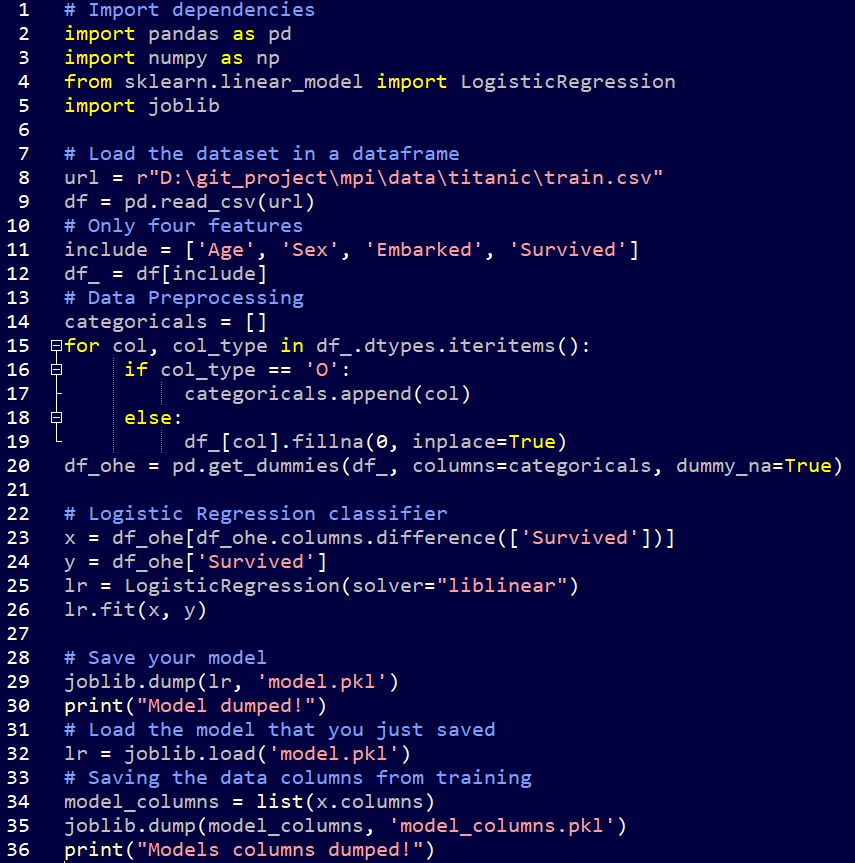 1 # Import dependencies
2 import pandas as pd
3 import numpy as np
4 from sklearn.linear_model import LogisticRegression
5 import joblib
6
7 # Load the dataset in a dataframe
8 url = r"D:\git_project\mpi\data\titanic\train.csv"
9 df = pd.read_csv(url)
10 # Only four features
11 include = ['Age', 'Sex', 'Embarked', 'Survived']
12 df_ = df[include]
13 # Data Preprocessing
14 categoricals = []
15 for col, col_type in df_.dtypes.iteritems():
16      if col_type == 'O':
17           categoricals.append(col)
18      else:
19           df_[col].fillna(0, inplace=True)
20 df_ohe = pd.get_dummies(df_, columns=categoricals, dummy_na=True)
21
22 # Logistic Regression classifier
23 x = df_ohe[df_ohe.columns.difference(['Survived'])]
24 y = df_ohe['Survived']
25 lr = LogisticRegression(solver="liblinear")
26 lr.fit(x, y)
27
28 # Save your model
29 joblib.dump(lr, 'model.pkl')
30 print("Model dumped!")
31 # Load the model that you just saved
32 lr = joblib.load('model.pkl')
33 # Saving the data columns from training
34 model_columns = list(x.columns)
35 joblib.dump(model_columns, 'model_columns.pkl')
36 print("Models columns dumped!")